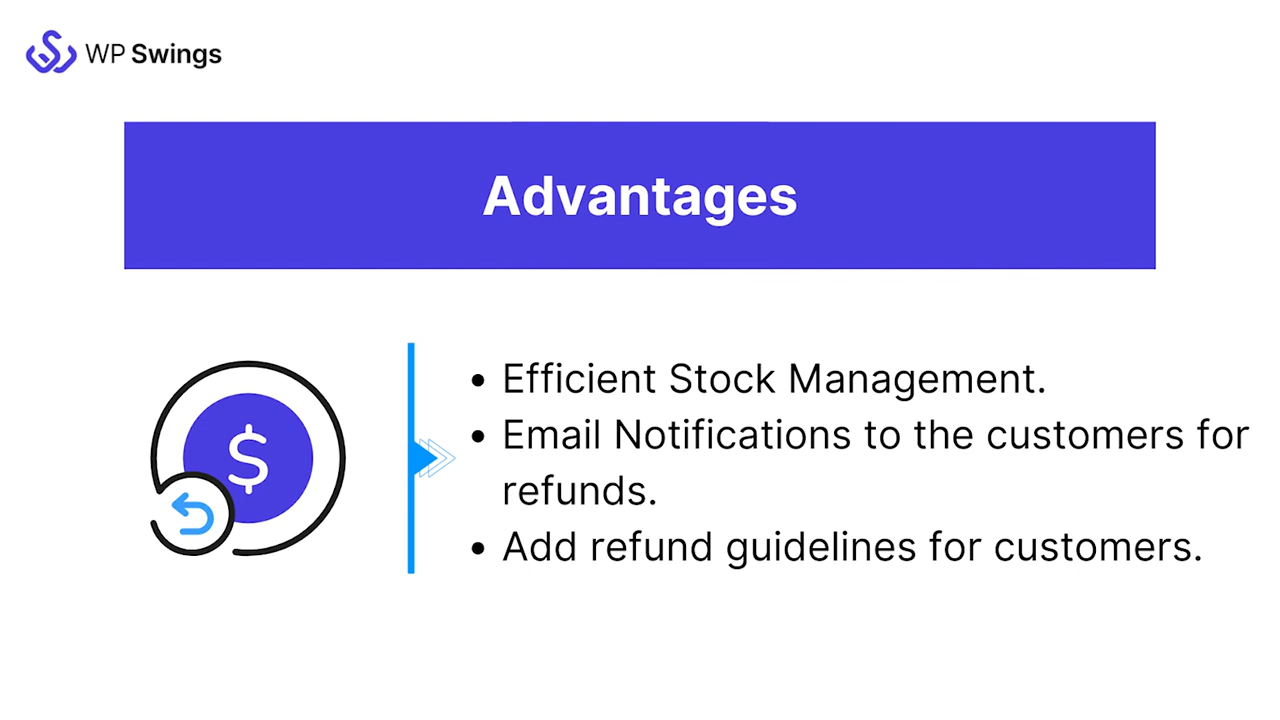 WP Swings
Advantages
$
• Efficient Stock Management.
• Email Notifications to the customers for
refunds.
• Add refund guidelines for customers.